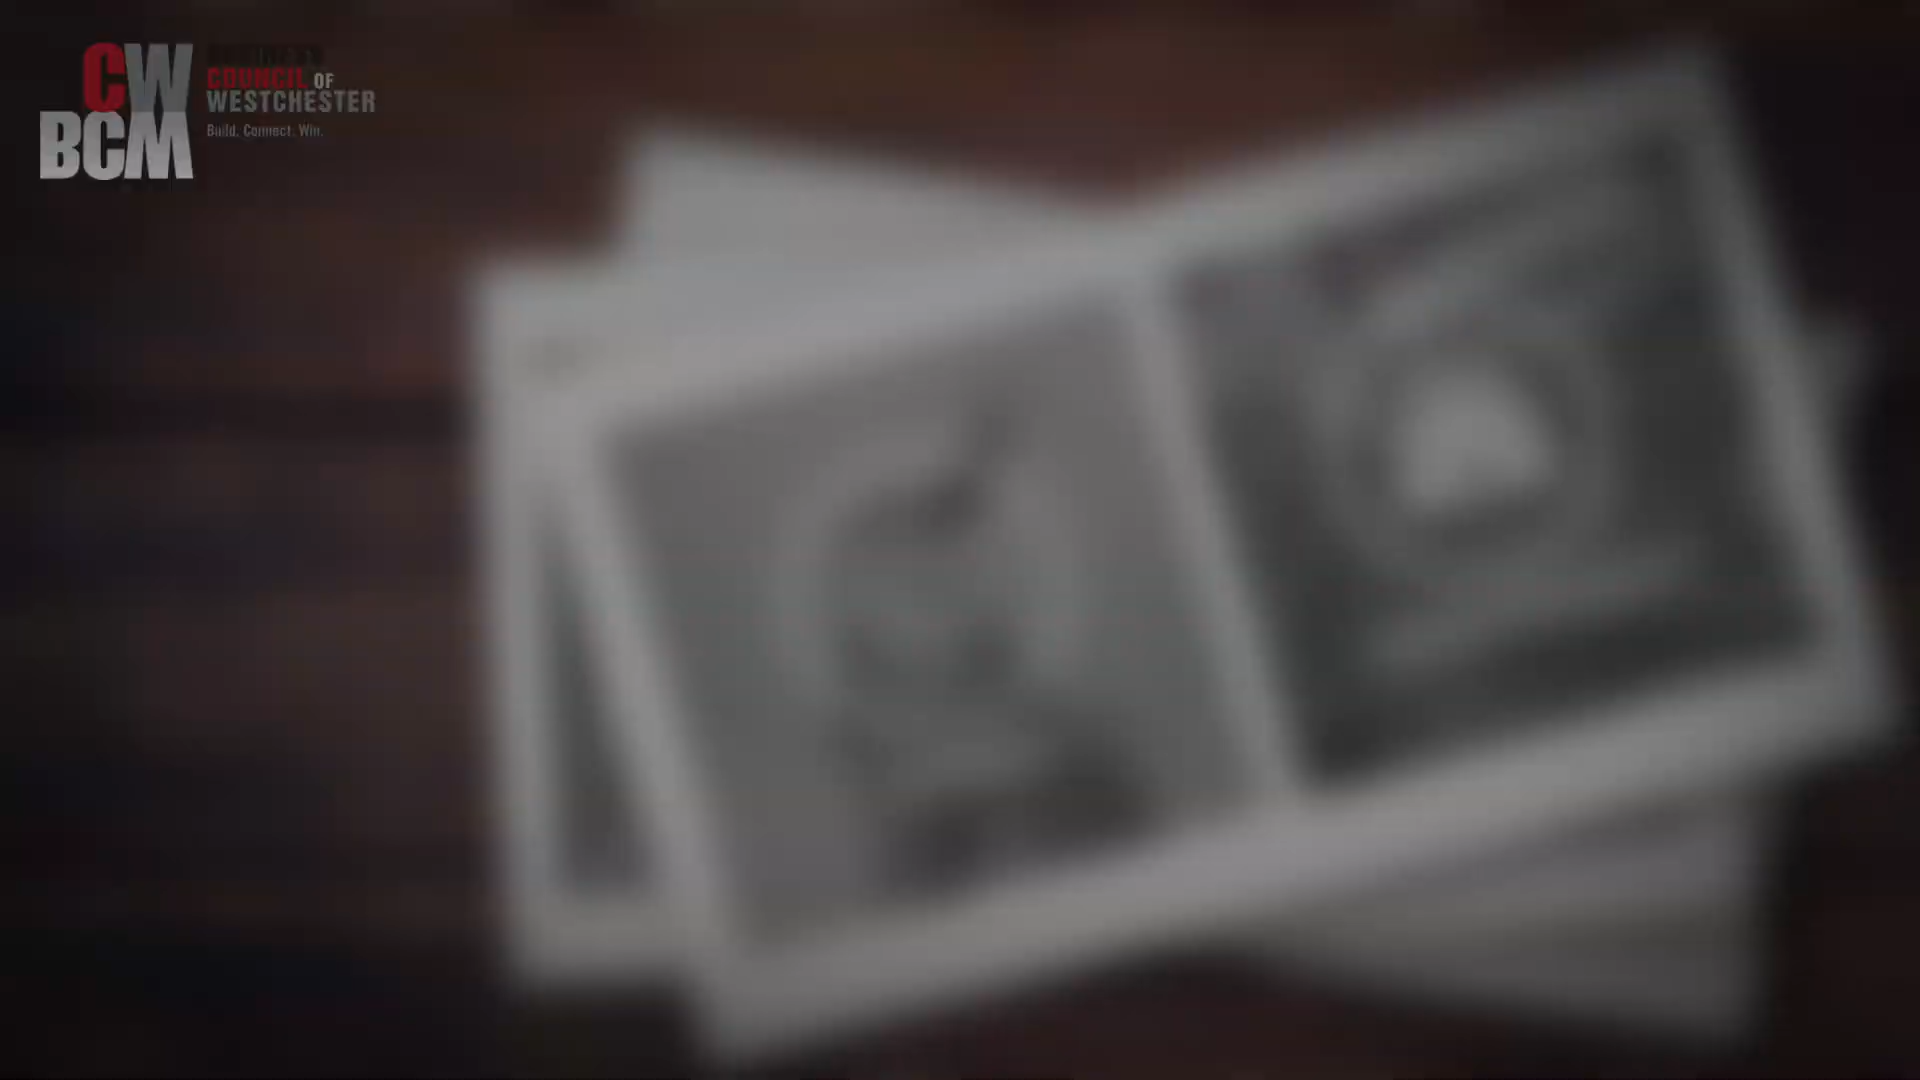 CW
BCM
COUNCIL OF
WESTCHESTER
Build. Connect. Win.